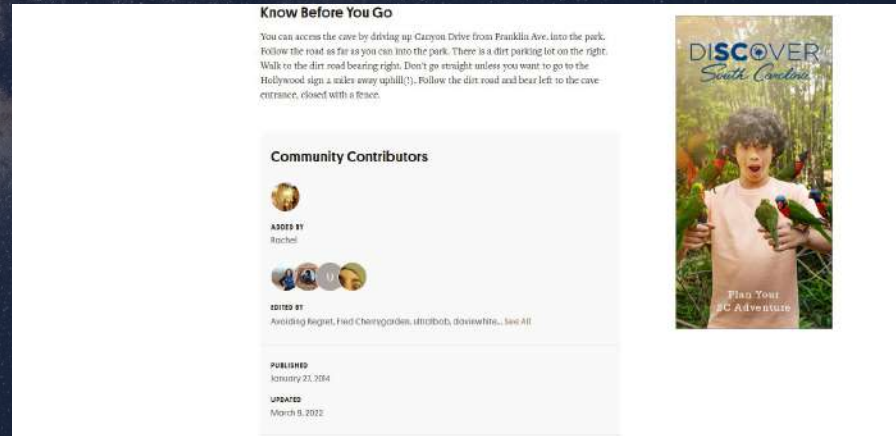 Know Before You Go
You can access the cave by driving up Canyon Drive from Franklin Ave. into the park.
Follow the road as far as you can into the park. There is a dirt parking lot on the right.
Walk to the dirt road bearing right. Don't go straight unless you want to go to the
Hollywood sign 2 miles away uphill(!). Follow the dirt road and bear left to the cave
entrance, closed with a fence.
Community Contributors
ADDED BY
Rachel
U
EDITED BY
Avoiding Regret, Fred Cherrygarden, ultratbob, davidwhite... See All
PUBLISHED
January 27, 2014
UPDATED
March 9, 2022
DISCOVER
South Carolina
Plan Your
SC Adventure